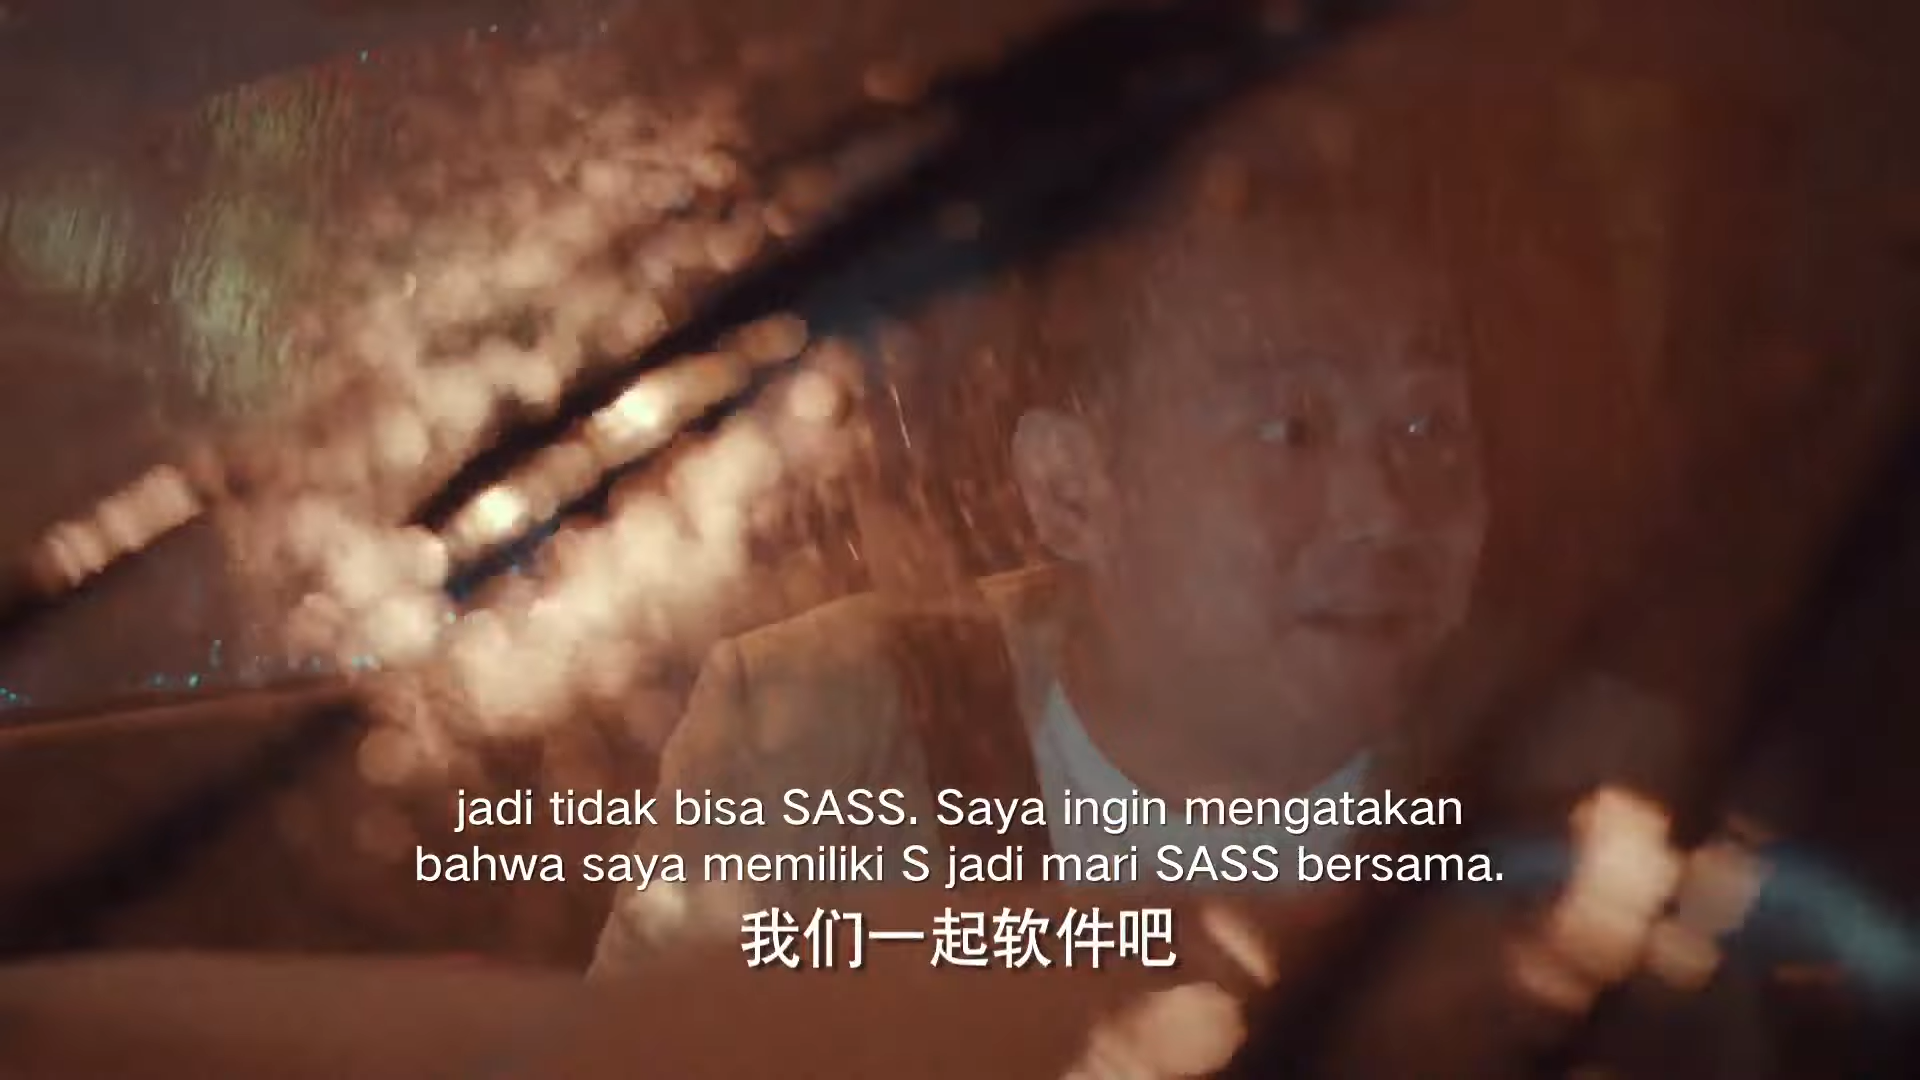 jadi tidak bisa SASS. Saya ingin mengatakan
bahwa saya memiliki S jadi mari SASS bersama.
我们一起软件吧